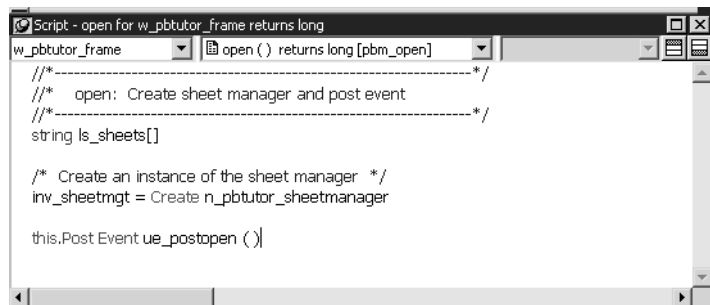 Script - open for w_pbtutor_frame returns long
w_pbtutor_frame open ( ) returns long [pbm_open]
//*-----------------------------------------------------------------*/
//* open: Create sheet manager and post event
//*-----------------------------------------------------------------*/
string ls_sheets[]
/* Create an instance of the sheet manager */
inv_sheetmgt = Create n_pbtutor_sheetmanager
this.Post Event ue_postopen ( )